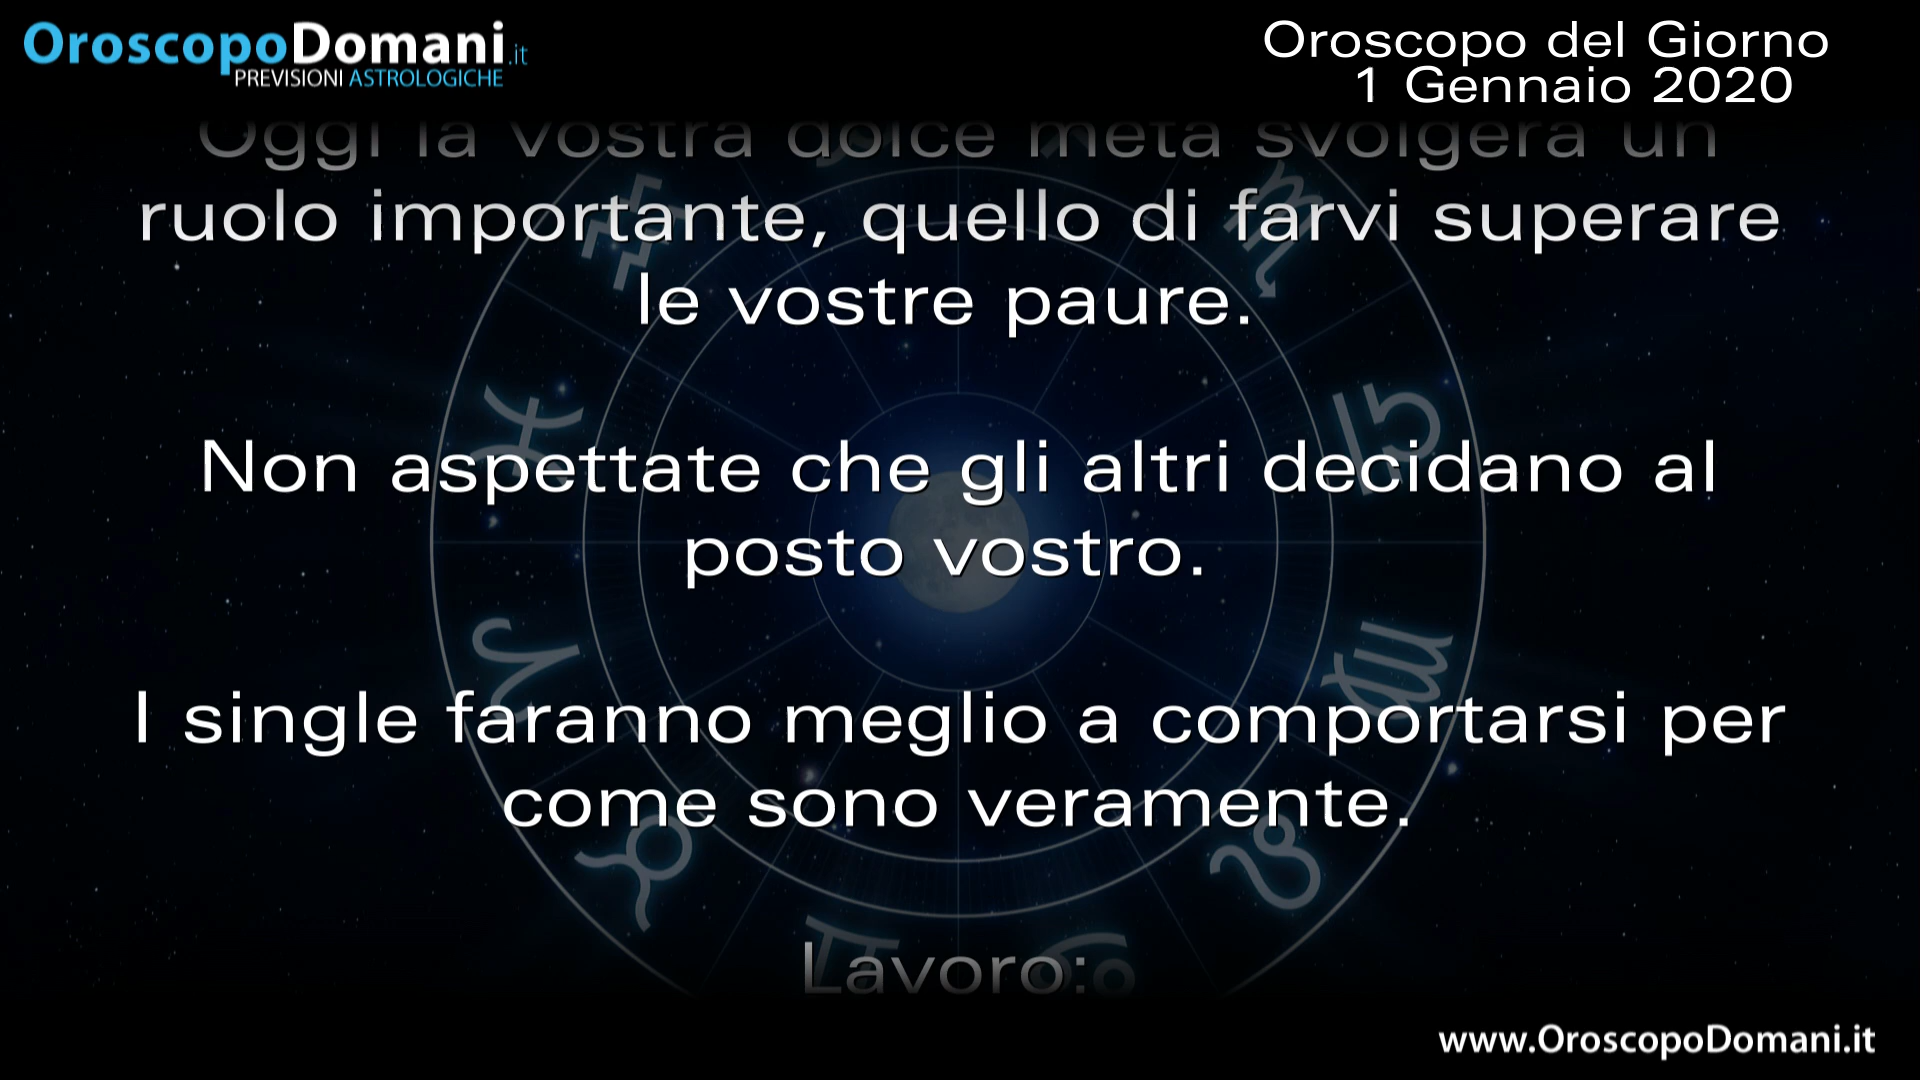 OroscopoDomani.it
PREVISIONI ASTROLOGICHE
Oroscopo del Giorno
1 Gennaio 2020
Oggi la vostra dolce metà svolgerà un
ruolo importante, quello di farvi superare
le vostre paure.
Non aspettate che gli altri decidano al
posto vostro.
I single faranno meglio a comportarsi per
come sono veramente.
Lavoro:
www.OroscopoDomani.it